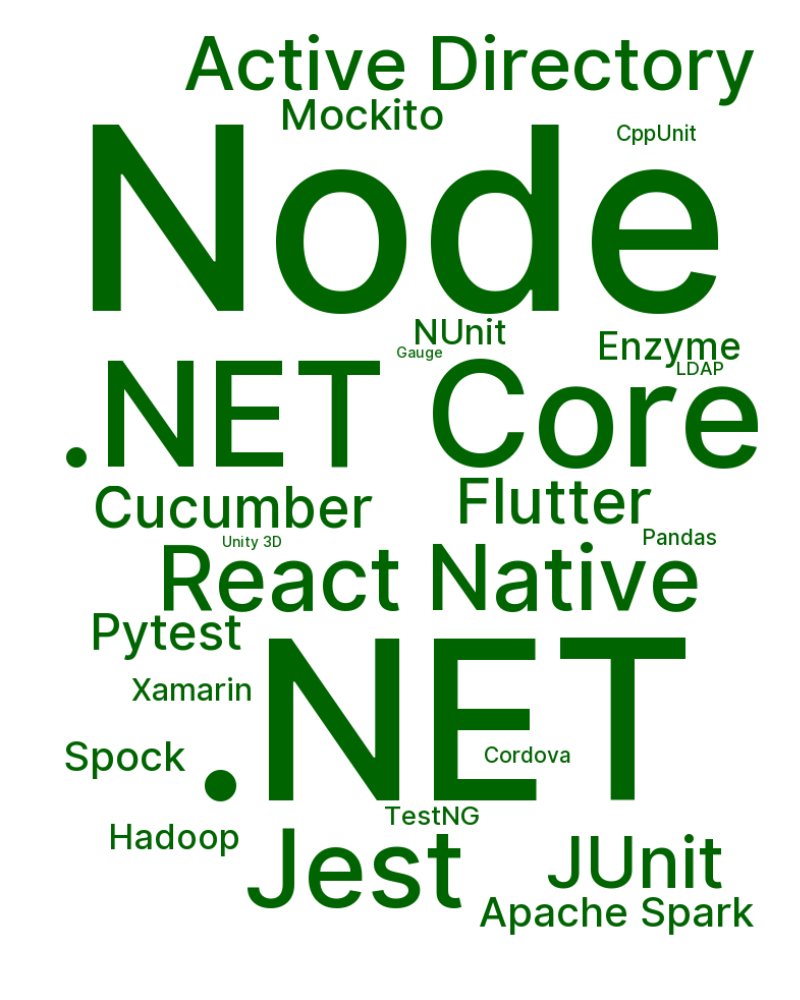 Active Directory
Mockito
CppUnit
Node
NUnit
Enzyme
Gauge
LDAP
.NET Core
Cucumber
Flutter
Unity 3D
Pandas
React Native
Pytest
Xamarin
.NET
Spock
Cordova
TestNG
Hadoop
Jest
JUnit
Apache Spark